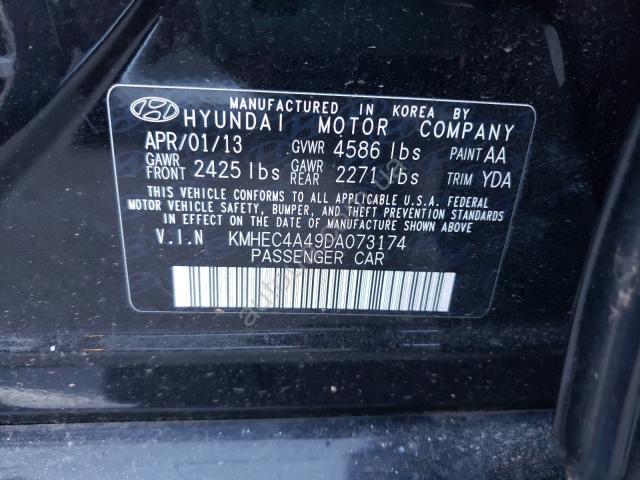 MANUFACTURED IN KOREA BY
HYUNDAI MOTOR COMPANY
APR/01/13 GVWR 4586 lbs PAINT AA
GAWR FRONT 2425 lbs GAWR REAR 2271 lbs TRIM YDA
THIS VEHICLE CONFORMS TO ALL APPLICABLE U.S.A. FEDERAL
MOTOR VEHICLE SAFETY, BUMPER, AND THEFT PREVENTION STANDARDS
IN EFFECT ON THE DATE OF MANUFACTURE SHOWN ABOVE.
V.I.N KMHEC4A49DA073174
PASSENGER CAR